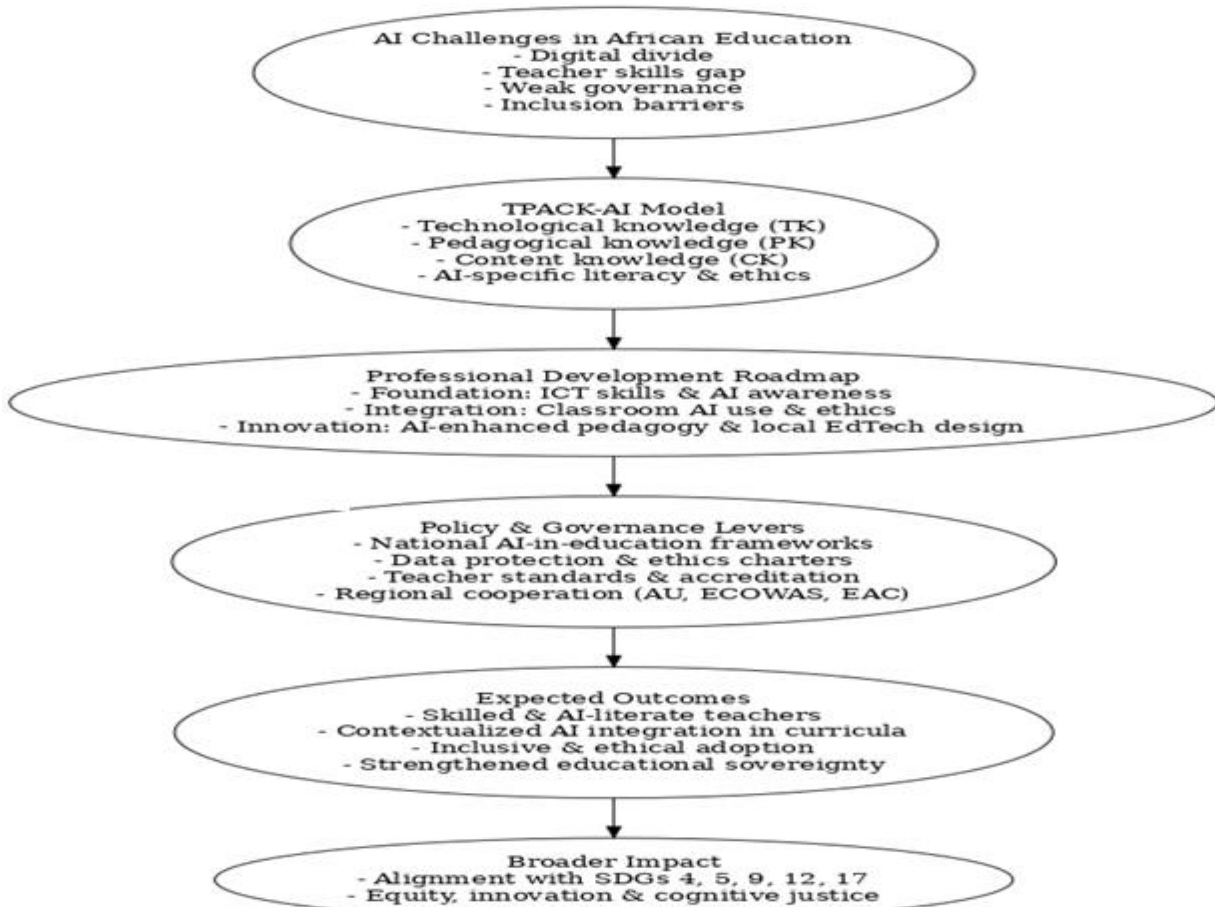 AI Challenges in African Education
- Digital divide
- Teacher skills gap
- Weak governance
- Inclusion barriers
TPACK-AI Model
- Technological knowledge (TK)
- Pedagogical knowledge (PK)
- Content knowledge (CK)
- AI-specific literacy & ethics
Professional Development Roadmap
- Foundation: ICT skills & AI awareness
- Integration: Classroom AI use & ethics
- Innovation: AI-enhanced pedagogy & local EdTech design
Policy & Governance Levers
- National AI-in-education frameworks
- Data protection & ethics charters
- Teacher standards & accreditation
- Regional cooperation (AU, ECOWAS, EAC)
Expected Outcomes
- Skilled & AI-literate teachers
- Contextualized AI integration in curricula
- Inclusive & ethical adoption
- Strengthened educational sovereignty
Broader Impact
- Alignment with SDGs 4, 5, 9, 12, 17
- Equity, innovation & cognitive justice